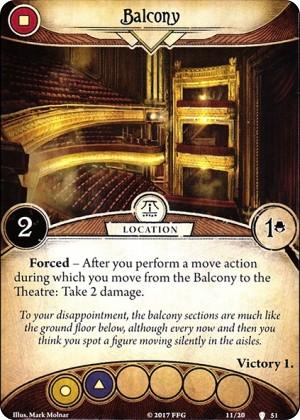 Balcony
2
LOCATION
1
Forced – After you perform a move action
during which you move from the Balcony to the
Theatre: Take 2 damage.
To your disappointment, the balcony sections are much like
the ground floor below, although every now and then you
think you spot a figure moving silently in the aisles.
Victory 1.
Illus. Mark Molnar
© 2017 FFG
11/20
51